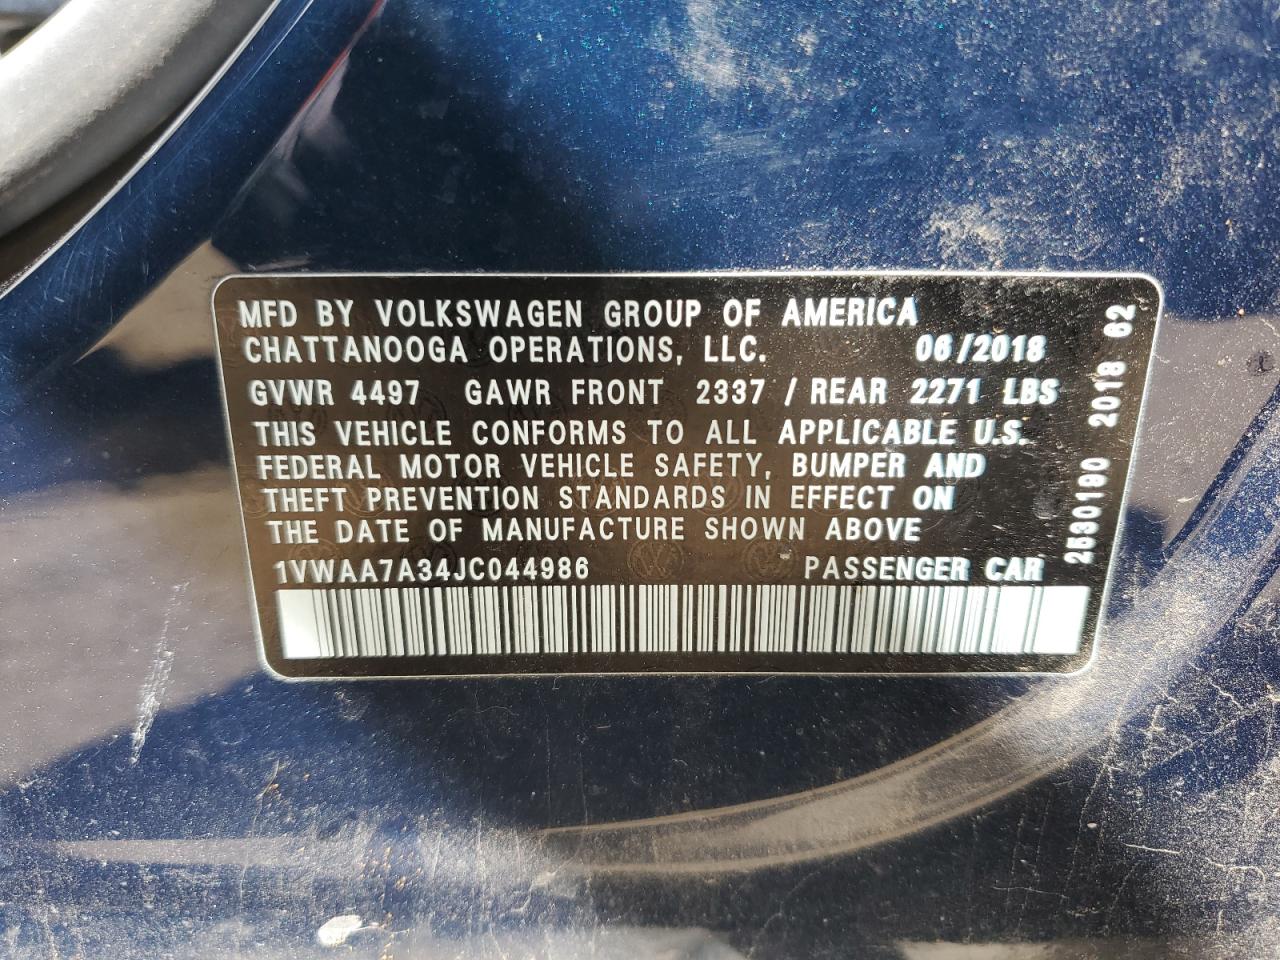 MFD BY VOLKSWAGEN GROUP OF AMERICA
CHATTANOOGA OPERATIONS, LLC. 06/2018
GVWR 4497 GAWR FRONT 2337 / REAR 2271 LBS
THIS VEHICLE CONFORMS TO ALL APPLICABLE U.S.
FEDERAL MOTOR VEHICLE SAFETY, BUMPER AND
THEFT PREVENTION STANDARDS IN EFFECT ON
THE DATE OF MANUFACTURE SHOWN ABOVE
1VWAA7A34JC044986 PASSENGER CAR
2530190 2018 62